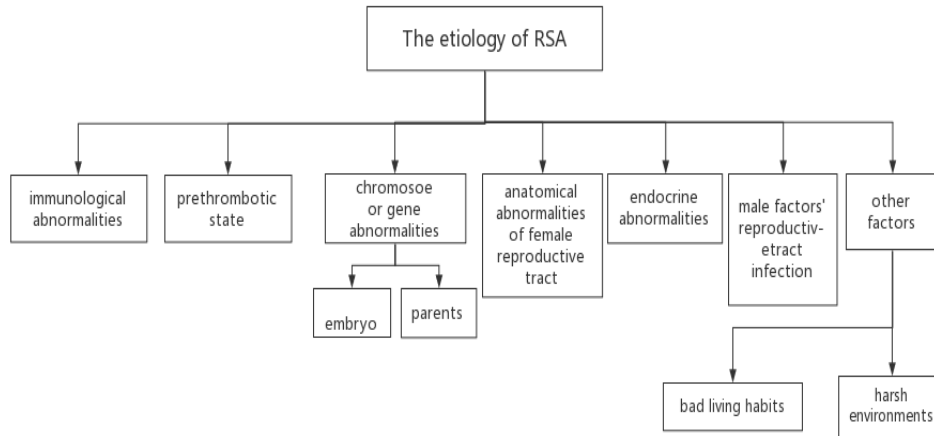 The etiology of RSA
immunological
abnormalities
prethrombotic
state
chromosoe
or gene
abnormalities
anatomical
abnormalities
of female
reproductive
tract
endocrine
abnormalities
male factors'
reproductiv-
etract
infection
other
factors
embryo
parents
bad living habits
harsh
environments